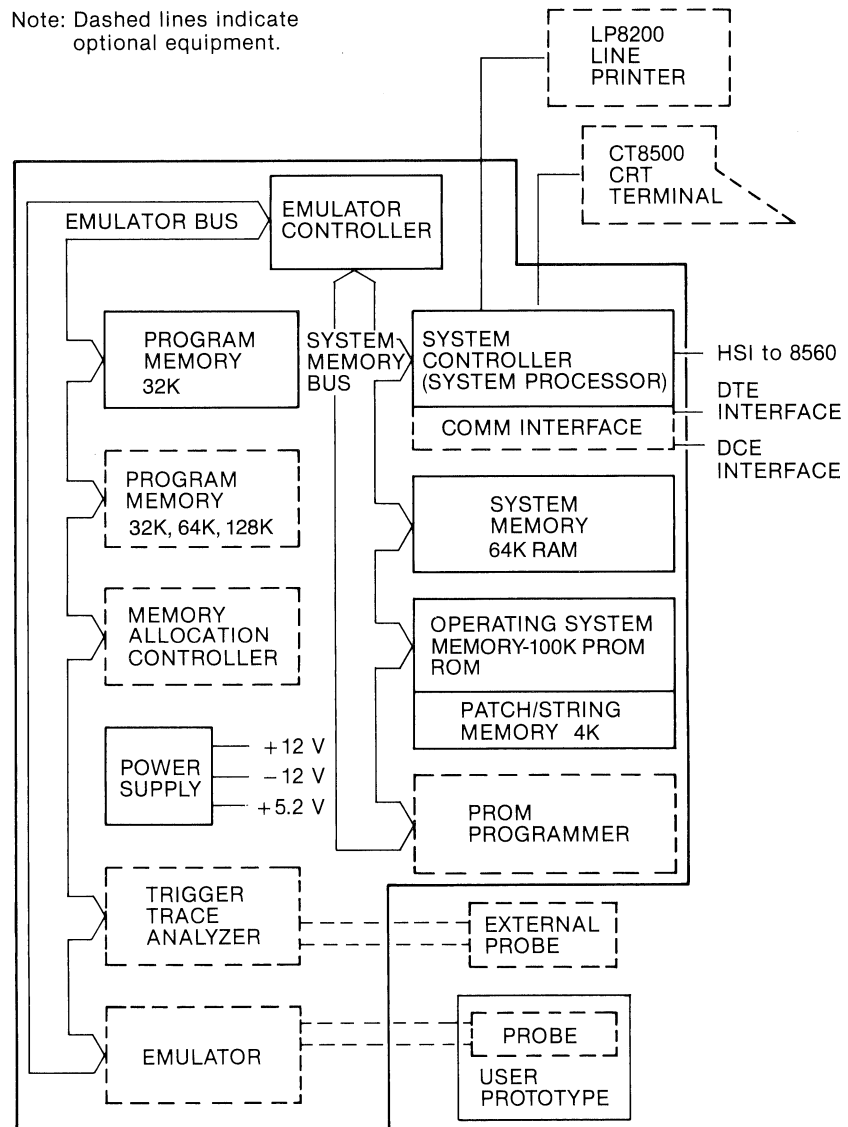 Note: Dashed lines indicate
optional equipment.
LP8200
LINE
PRINTER
CT8500
CRT
TERMINAL
EMULATOR BUS
EMULATOR
CONTROLLER
PROGRAM
MEMORY
32K
SYSTEM
MEMORY
BUS
SYSTEM
CONTROLLER
(SYSTEM PROCESSOR)
COMM INTERFACE
HSI to 8560
DTE
INTERFACE
DCE
INTERFACE
PROGRAM
MEMORY
32K, 64K, 128K
SYSTEM
MEMORY
64K RAM
MEMORY
ALLOCATION
CONTROLLER
OPERATING SYSTEM
MEMORY-100K PROM
ROM
PATCH/STRING
MEMORY 4K
POWER
SUPPLY
+12 V
−12 V
+5.2 V
PROM
PROGRAMMER
TRIGGER
TRACE
ANALYZER
EXTERNAL
PROBE
EMULATOR
PROBE
USER
PROTOTYPE